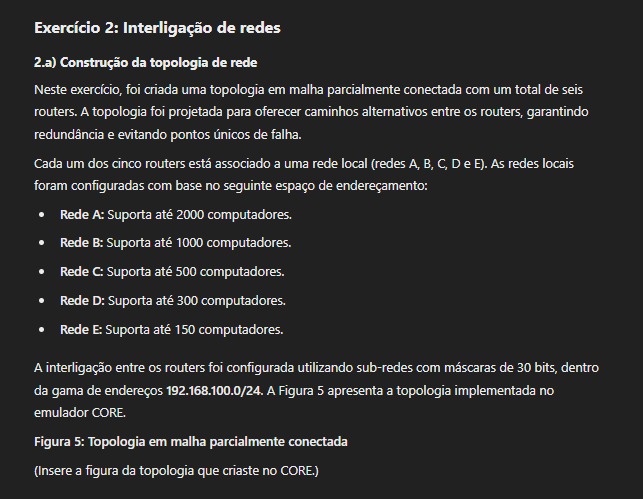 Exercício 2: Interligação de redes
2.a) Construção da topologia de rede
Neste exercício, foi criada uma topologia em malha parcialmente conectada com um total de seis
routers. A topologia foi projetada para oferecer caminhos alternativos entre os routers, garantindo
redundância e evitando pontos únicos de falha.
Cada um dos cinco routers está associado a uma rede local (redes A, B, C, D e E). As redes locais
foram configuradas com base no seguinte espaço de endereçamento:
• Rede A: Suporta até 2000 computadores.
• Rede B: Suporta até 1000 computadores.
• Rede C: Suporta até 500 computadores.
• Rede D: Suporta até 300 computadores.
• Rede E: Suporta até 150 computadores.
A interligação entre os routers foi configurada utilizando sub-redes com máscaras de 30 bits, dentro
da gama de endereços 192.168.100.0/24. A Figura 5 apresenta a topologia implementada no
emulador CORE.
Figura 5: Topologia em malha parcialmente conectada
(Insere a figura da topologia que criaste no CORE.)